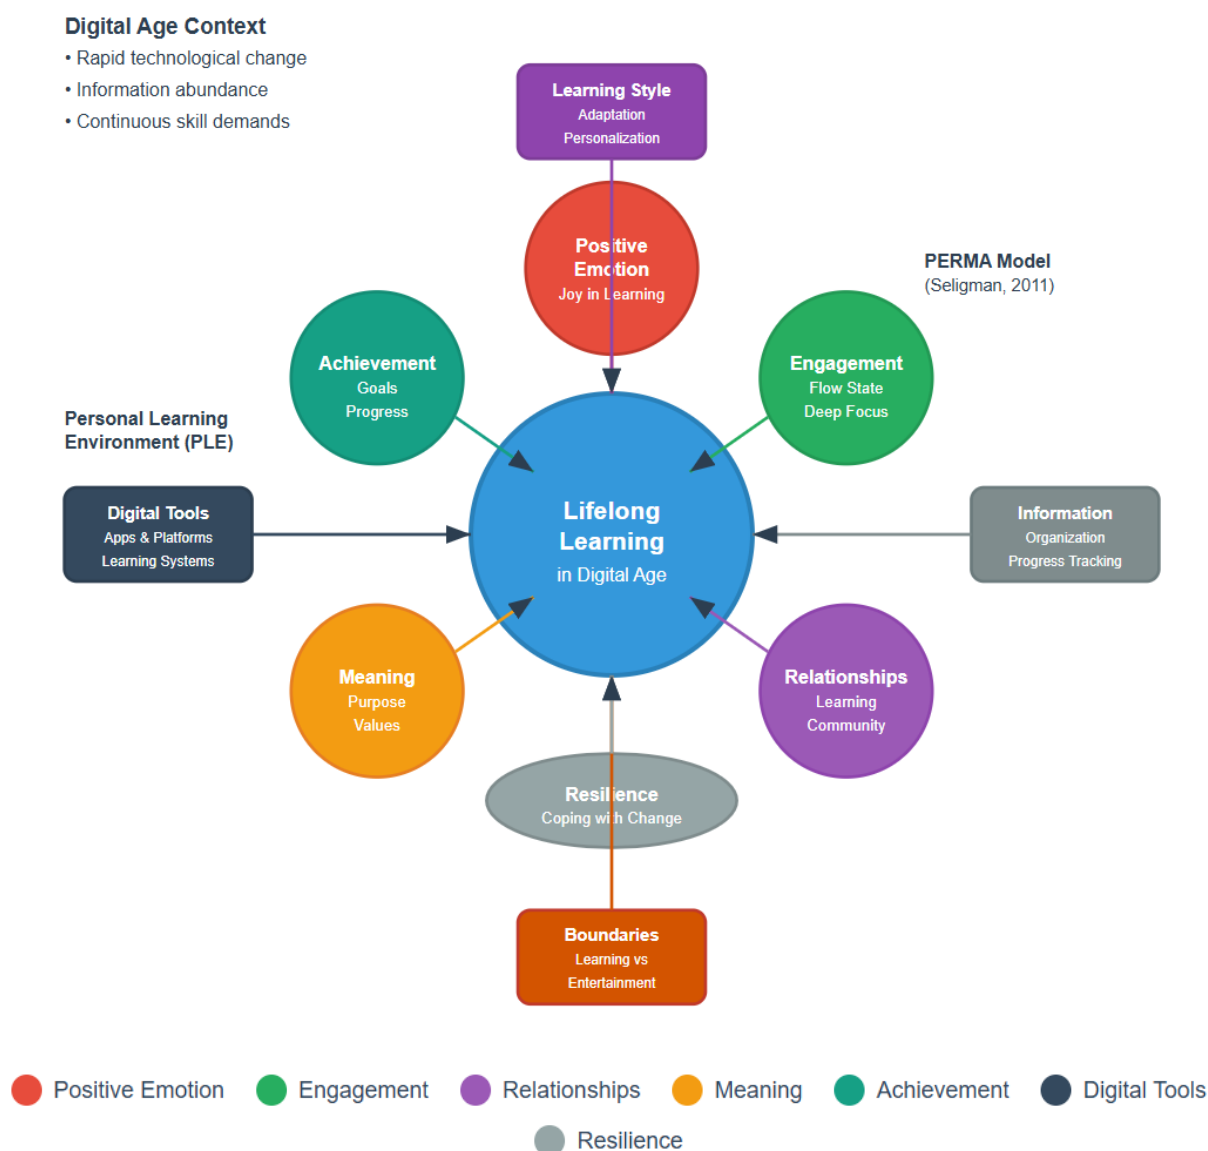 Digital Age Context
• Rapid technological change
• Information abundance
• Continuous skill demands
Learning Style
Adaptation
Personalization
Positive
Emotion
Joy in Learning
PERMA Model
(Seligman, 2011)
Achievement
Goals
Progress
Engagement
Flow State
Deep Focus
Personal Learning
Environment (PLE)
Digital Tools
Apps & Platforms
Learning Systems
Lifelong
Learning
in Digital Age
Information
Organization
Progress Tracking
Meaning
Purpose
Values
Relationships
Learning
Community
Resilience
Coping with Change
Boundaries
Learning vs
Entertainment
Positive Emotion
Engagement
Relationships
Meaning
Achievement
Digital Tools
Resilience